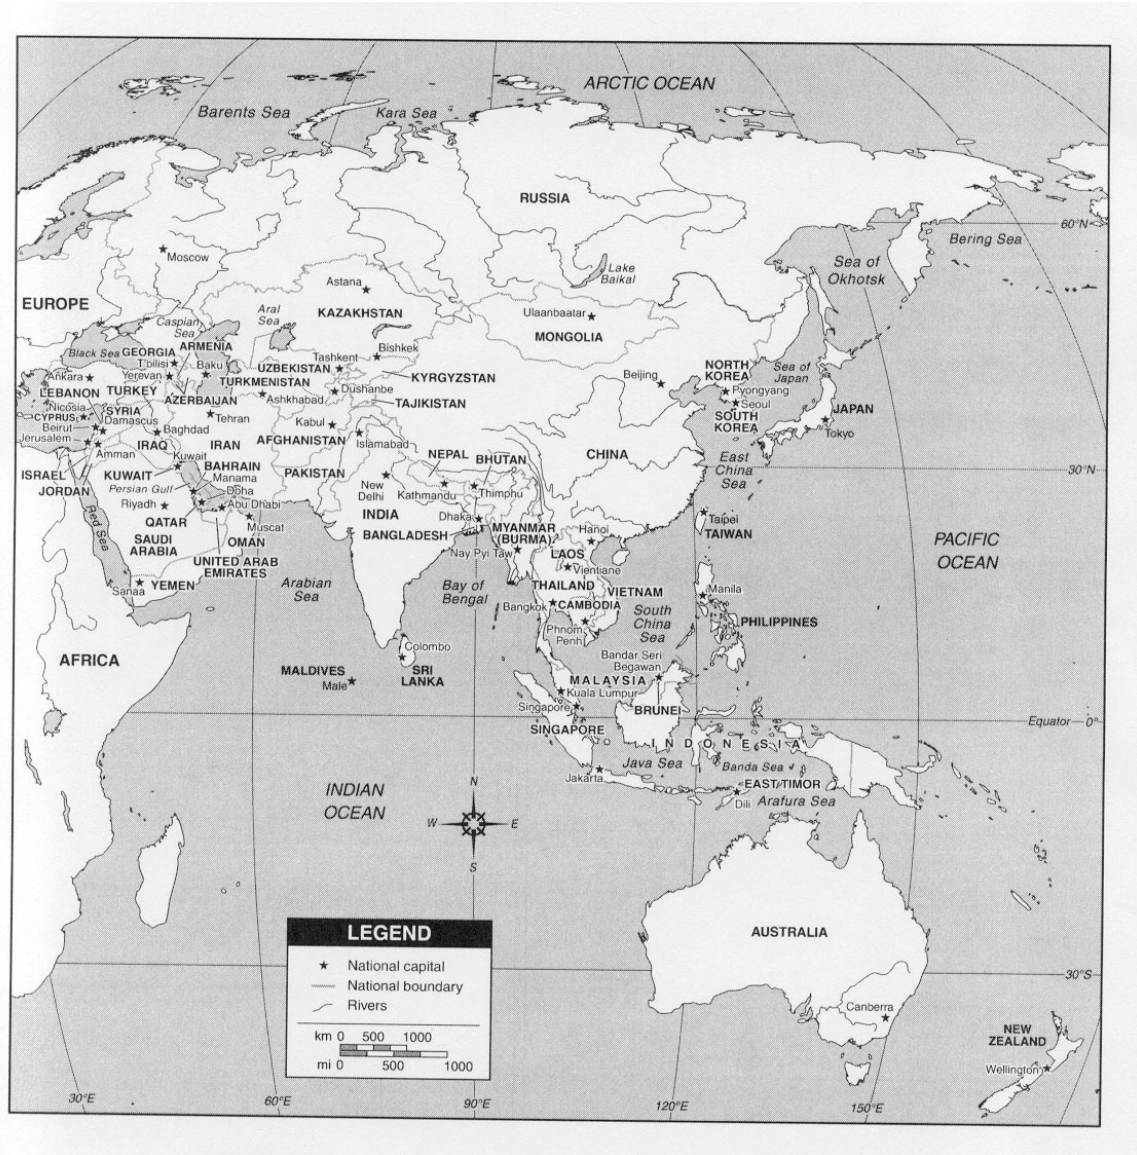 ARCTIC OCEAN
Barents Sea
Kara Sea
RUSSIA
60°N
Bering Sea
Sea of
Okhotsk
Moscow
Lake
Baikal
EUROPE
Astana
Aral
Sea
KAZAKHSTAN
Ulaanbaatar
MONGOLIA
Caspian
Sea
Black Sea
GEORGIA
ARMENIA
T'bilisi
Bishkek
Tashkent
Ankara
Yerevan
Baku
UZBEKISTAN
KYRGYZSTAN
Beijing
NORTH
KOREA
Sea of
Japan
LEBANON
TURKEY
TURKMENISTAN
Dushanbe
Pyongyang
AZERBAIJAN
Ashkhabad
TAJIKISTAN
Seoul
JAPAN
Nicosia
CYPRUS
SYRIA
Damascus
Tehran
SOUTH
KOREA
Beirut
Baghdad
Kabul
Tokyo
Jerusalem
Amman
IRAQ
IRAN
AFGHANISTAN
Islamabad
Kuwait
NEPAL
BHUTAN
CHINA
East
China
Sea
30°N
ISRAEL
KUWAIT
BAHRAIN
PAKISTAN
JORDAN
Persian Gulf
Manama
Doha
New
Delhi
Kathmandu
Thimphu
Riyadh
Abu Dhabi
INDIA
Dhaka
Taipei
Red Sea
QATAR
Muscat
MYANMAR
(BURMA)
Hanoi
TAIWAN
SAUDI
ARABIA
OMAN
BANGLADESH
PACIFIC
OCEAN
UNITED ARAB
EMIRATES
Nay Pyi Taw
LAOS
Vientiane
Sanaa
YEMEN
Arabian
Sea
Bay of
Bengal
THAILAND
VIETNAM
Manila
Bangkok
CAMBODIA
South
China
Sea
PHILIPPINES
Phnom
Penh
Colombo
Bandar Seri
Begawan
AFRICA
MALDIVES
Male
SRI
LANKA
MALAYSIA
Kuala Lumpur
Singapore
BRUNEI
Equator
0°
SINGAPORE
INDONESIA
Java Sea
Banda Sea
Jakarta
EAST TIMOR
Dili
Arafura Sea
INDIAN
OCEAN
N
W
E
S
AUSTRALIA
LEGEND
National capital
National boundary
Rivers
km 0 500 1000
mi 0 500 1000
30°S
Canberra
NEW
ZEALAND
Wellington
30°E
60°E
90°E
120°E
150°E